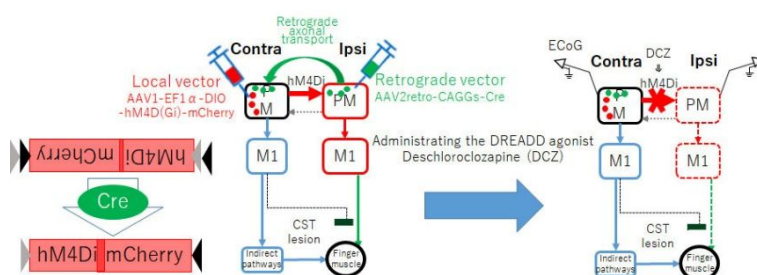 Retrograde
axonal
transport
Contra
Ipsi
hM4Di
Local vector
AAV1-EF1α-DIO
-hM4D(Gi)-mCherry
P
M
PM
Retrograde vector
AAV2retro-CAGGs-Cre
hM4Di mCherry
Cre
hM4Di mCherry
M1
M1
CST
lesion
Indirect
pathways
Finger
muscle
Administrating the DREADD agonist
Deschloroclozapine (DCZ)
ECoG
Contra
DCZ
hM4Di
Ipsi
P
M
PM
M1
M1
CST
lesion
Indirect
pathways
Finger
muscle